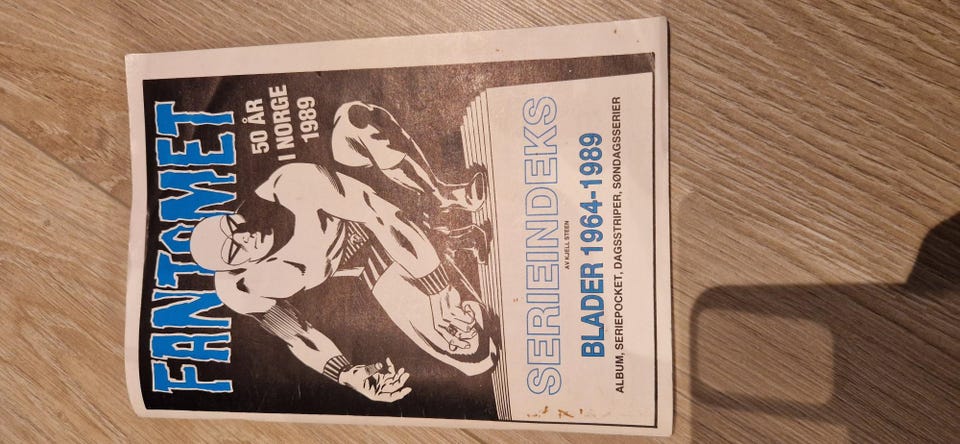 FANTOMET
50 ÅR
I NORGE
1989
SERIEINDEKS
AV KJELL STEEN
BLADER 1964-1989
ALBUM, SERIEPOCKET, DAGSSTRIPER, SØNDAGSSERIER